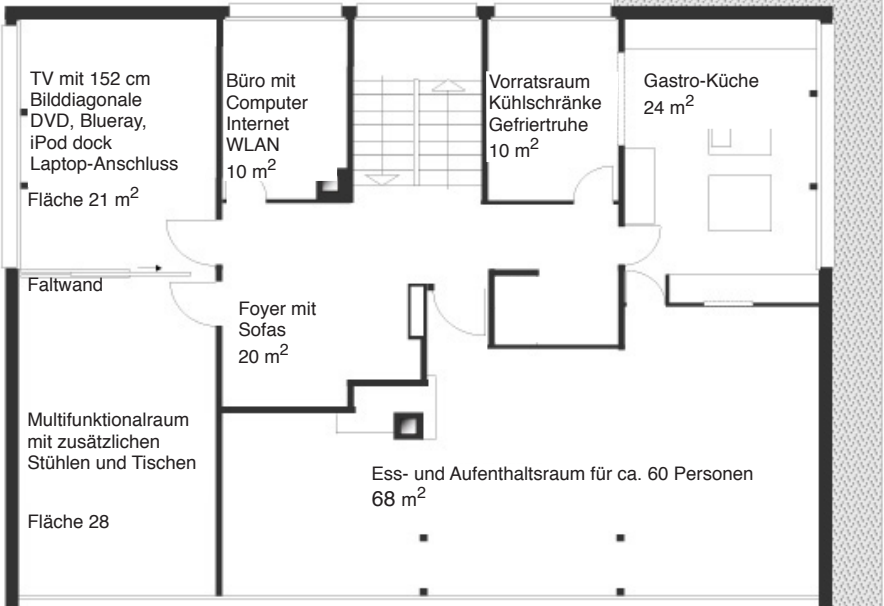 TV mit 152 cm
Bilddiagonale
DVD, Blueray,
iPod dock
Laptop-Anschluss
Fläche 21 m²
Büro mit
Computer
Internet
WLAN
10 m²
Vorratsraum
Kühlschränke
Gefriertruhe
10 m²
Gastro-Küche
24 m²
Faltwand
Foyer mit
Sofas
20 m²
Multifunktionalraum
mit zusätzlichen
Stühlen und Tischen
Fläche 28
Ess- und Aufenthaltsraum für ca. 60 Personen
68 m²